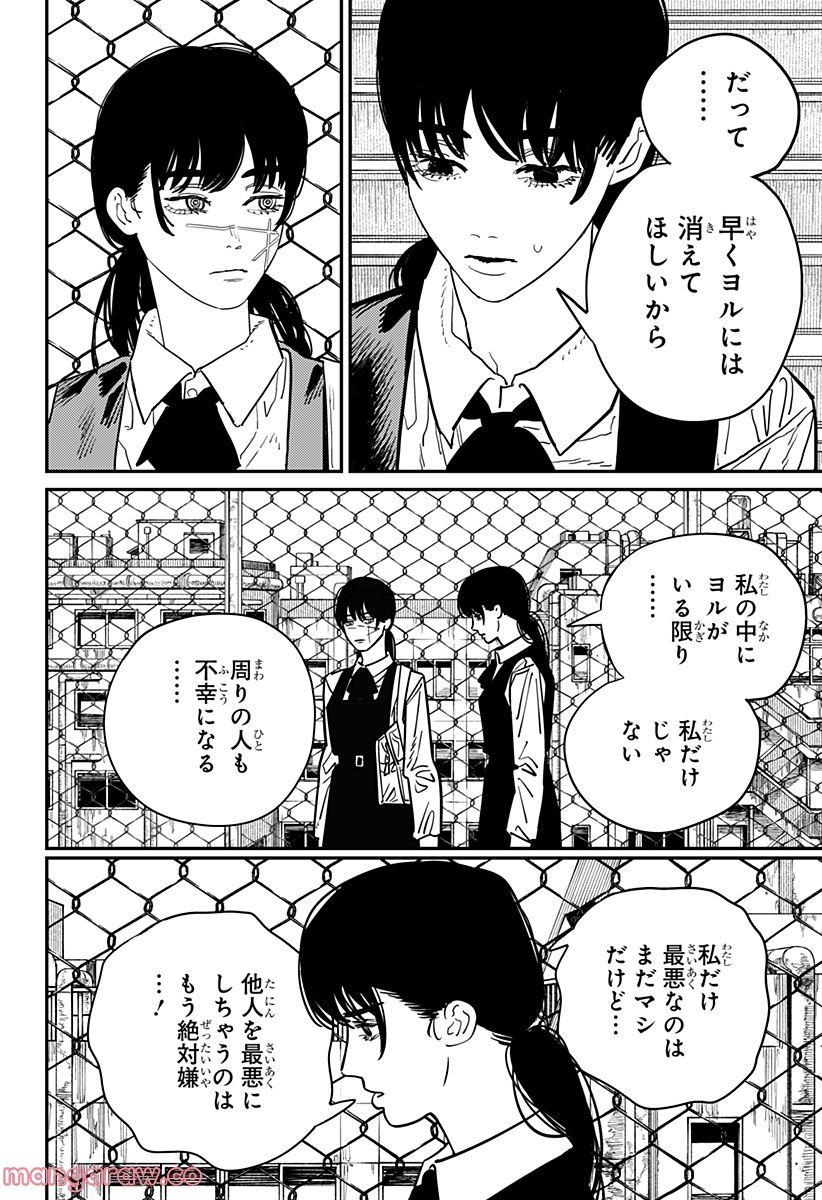 だって
……
早くヨルには
消えて
ほしいから
私の中に
ヨルが
いる限り
……
私だけ
じゃ
ない
周りの人も
不幸になる
……
私だけ
最悪なのは
まだマシ
だけど…
他人を最悪に
しちゃうのは
もう絶対嫌
…！
mangaraw.co